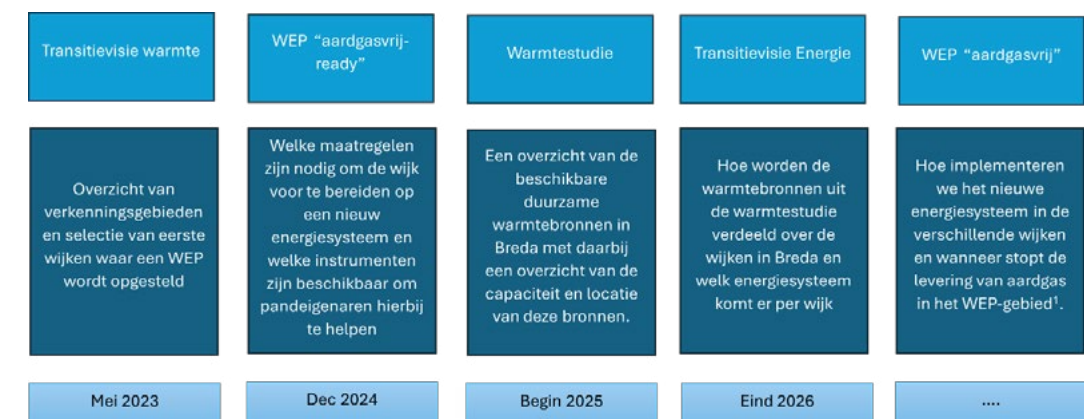 Transitievisie warmte
WEP “aardgasvrij-
ready”
Warmtestudie
Transitievisie Energie
WEP “aardgasvrij”
Overzicht van
verkenningsgebieden
en selectie van eerste
wijken waar een WEP
wordt opgesteld
Welke maatregelen
zijn nodig om de wijk
voor te bereiden op
een nieuw
energiesysteem en
welke instrumenten
zijn beschikbaar om
pandeigenaren hierbij
te helpen
Een overzicht van de
beschikbare
duurzame
warmtebronnen in
Breda met daarbij
een overzicht van de
capaciteit en locatie
van deze bronnen.
Hoe worden de
warmtebronnen uit
de warmtestudie
verdeeld over de
wijken in Breda en
welk energiesysteem
komt er per wijk
Hoe implementeren
we het nieuwe
energiesysteem in de
verschillende wijken
en wanneer stopt de
levering van aardgas
in het WEP-gebied¹.
Mei 2023
Dec 2024
Begin 2025
Eind 2026
....